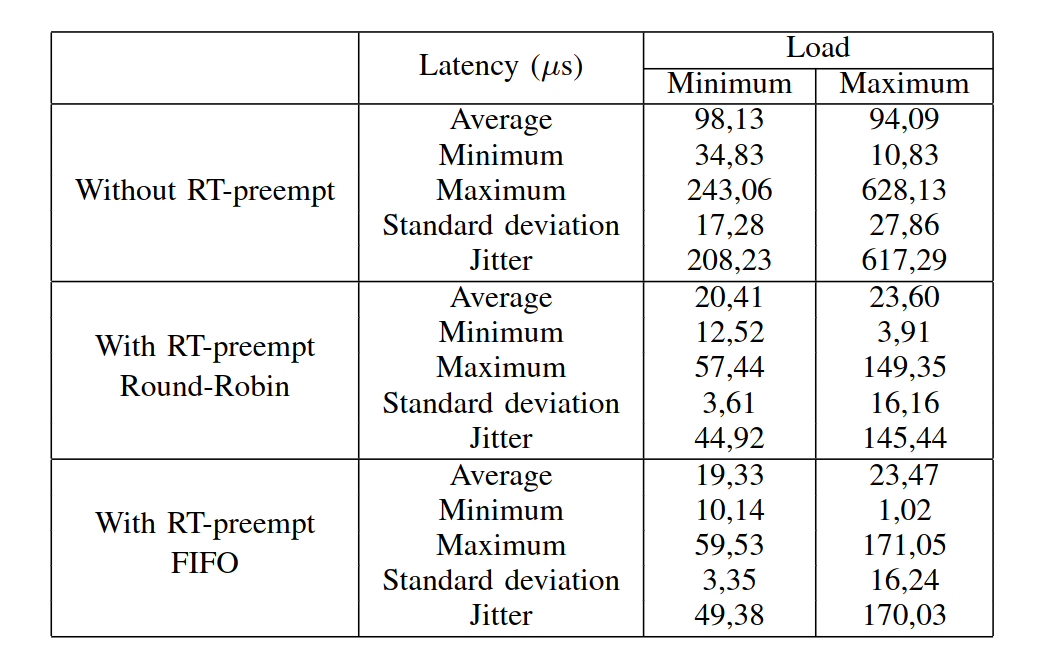 Latency (μs) Load
Minimum Maximum
Without RT-preempt
Average 98,13 94,09
Minimum 34,83 10,83
Maximum 243,06 628,13
Standard deviation 17,28 27,86
Jitter 208,23 617,29
With RT-preempt
Round-Robin
Average 20,41 23,60
Minimum 12,52 3,91
Maximum 57,44 149,35
Standard deviation 3,61 16,16
Jitter 44,92 145,44
With RT-preempt
FIFO
Average 19,33 23,47
Minimum 10,14 1,02
Maximum 59,53 171,05
Standard deviation 3,35 16,24
Jitter 49,38 170,03